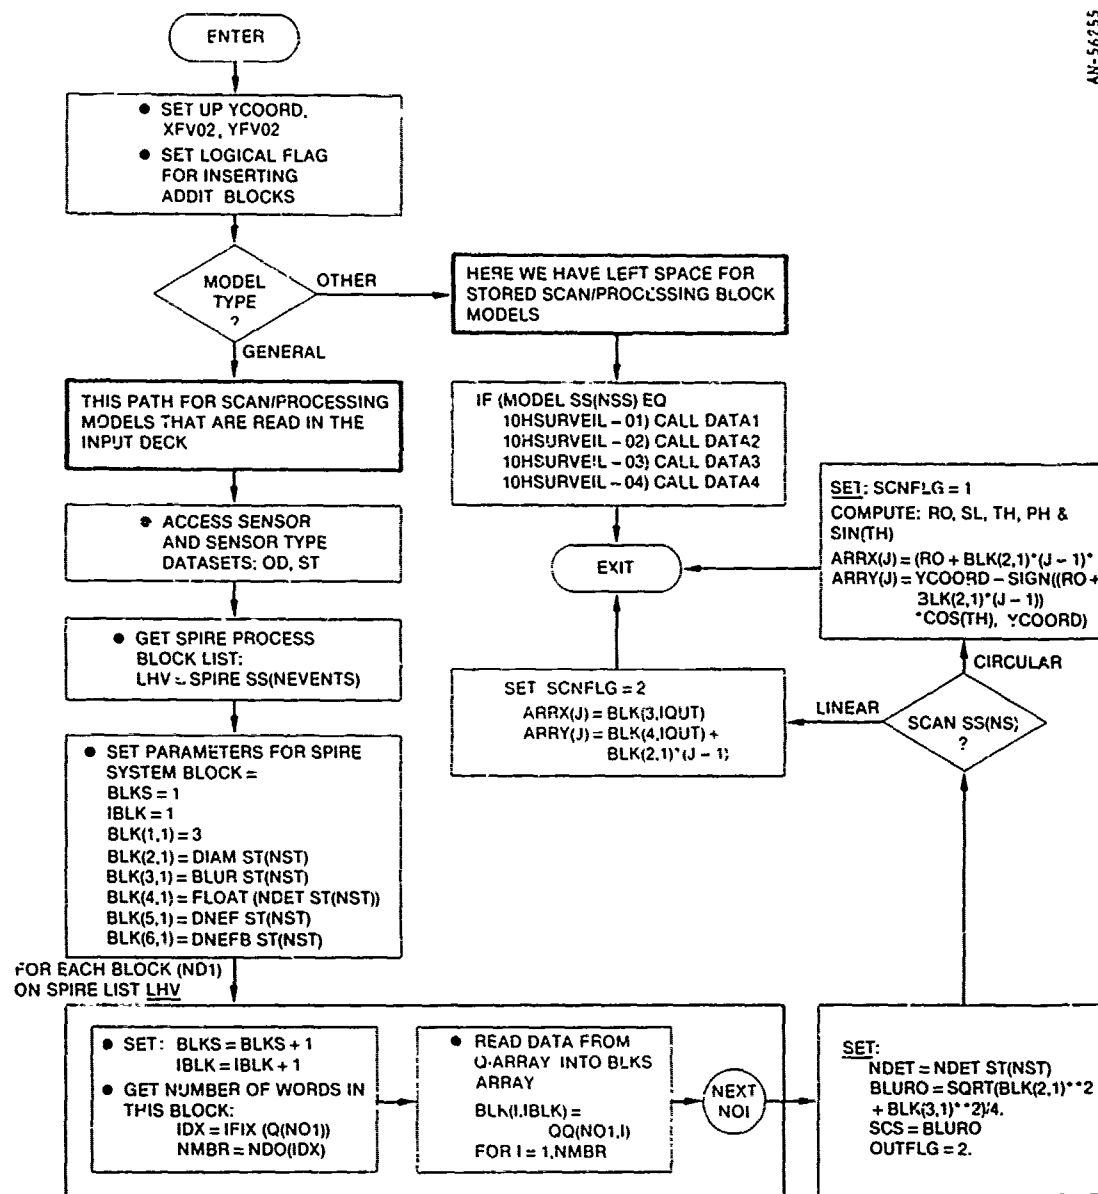 AN-56255
ENTER
● SET UP YCOORD,
XFV02, YFV02
● SET LOGICAL FLAG
FOR INSERTING
ADDIT BLOCKS
MODEL
TYPE
?
OTHER
GENERAL
HERE WE HAVE LEFT SPACE FOR
STORED SCAN/PROCESSING BLOCK
MODELS
THIS PATH FOR SCAN/PROCESSING
MODELS THAT ARE READ IN THE
INPUT DECK
IF (MODEL SS(NSS) EQ
10HSURVEIL – 01) CALL DATA1
10HSURVEIL – 02) CALL DATA2
10HSURVEIL – 03) CALL DATA3
10HSURVEIL – 04) CALL DATA4
● ACCESS SENSOR
AND SENSOR TYPE
DATASETS: OD, ST
EXIT
SET: SCNFLG = 1
COMPUTE: RO, SL, TH, PH &
SIN(TH)
ARRX(J) = (RO + BLK(2,1)*(J – 1)*
ARRY(J) = YCOORD – SIGN((RO +
BLK(2,1)*(J – 1))
*COS(TH), YCOORD)
● GET SPIRE PROCESS
BLOCK LIST:
LHV = SPIRE SS(NEVENTS)
SET SCNFLG = 2
ARRX(J) = BLK(3,IQUT)
ARRY(J) = BLK(4,IQUT) +
BLK(2,1)*(J – 1)
LINEAR
CIRCULAR
SCAN SS(NS)
?
● SET PARAMETERS FOR SPIRE
SYSTEM BLOCK =
BLKS = 1
IBLK = 1
BLK(1,1) = 3
BLK(2,1) = DIAM ST(NST)
BLK(3,1) = BLUR ST(NST)
BLK(4,1) = FLOAT (NDET ST(NST))
BLK(5,1) = DNEF ST(NST)
BLK(6,1) = DNEFB ST(NST)
FOR EACH BLOCK (ND1)
ON SPIRE LIST LHV
● SET: BLKS = BLKS + 1
IBLK = IBLK + 1
● GET NUMBER OF WORDS IN
THIS BLOCK:
IDX = IFIX (Q(NO1))
NMBR = NDO(IDX)
● READ DATA FROM
Q-ARRAY INTO BLKS
ARRAY
BLK(I,IBLK) =
QQ(NO1,I)
FOR I = 1,NMBR
NEXT
NOI
SET:
NDET = NDET ST(NST)
BLURO = SQRT(BLK(2,1)**2
+ BLK(3,1)**2)/4.
SCS = BLURO
OUTFLG = 2.